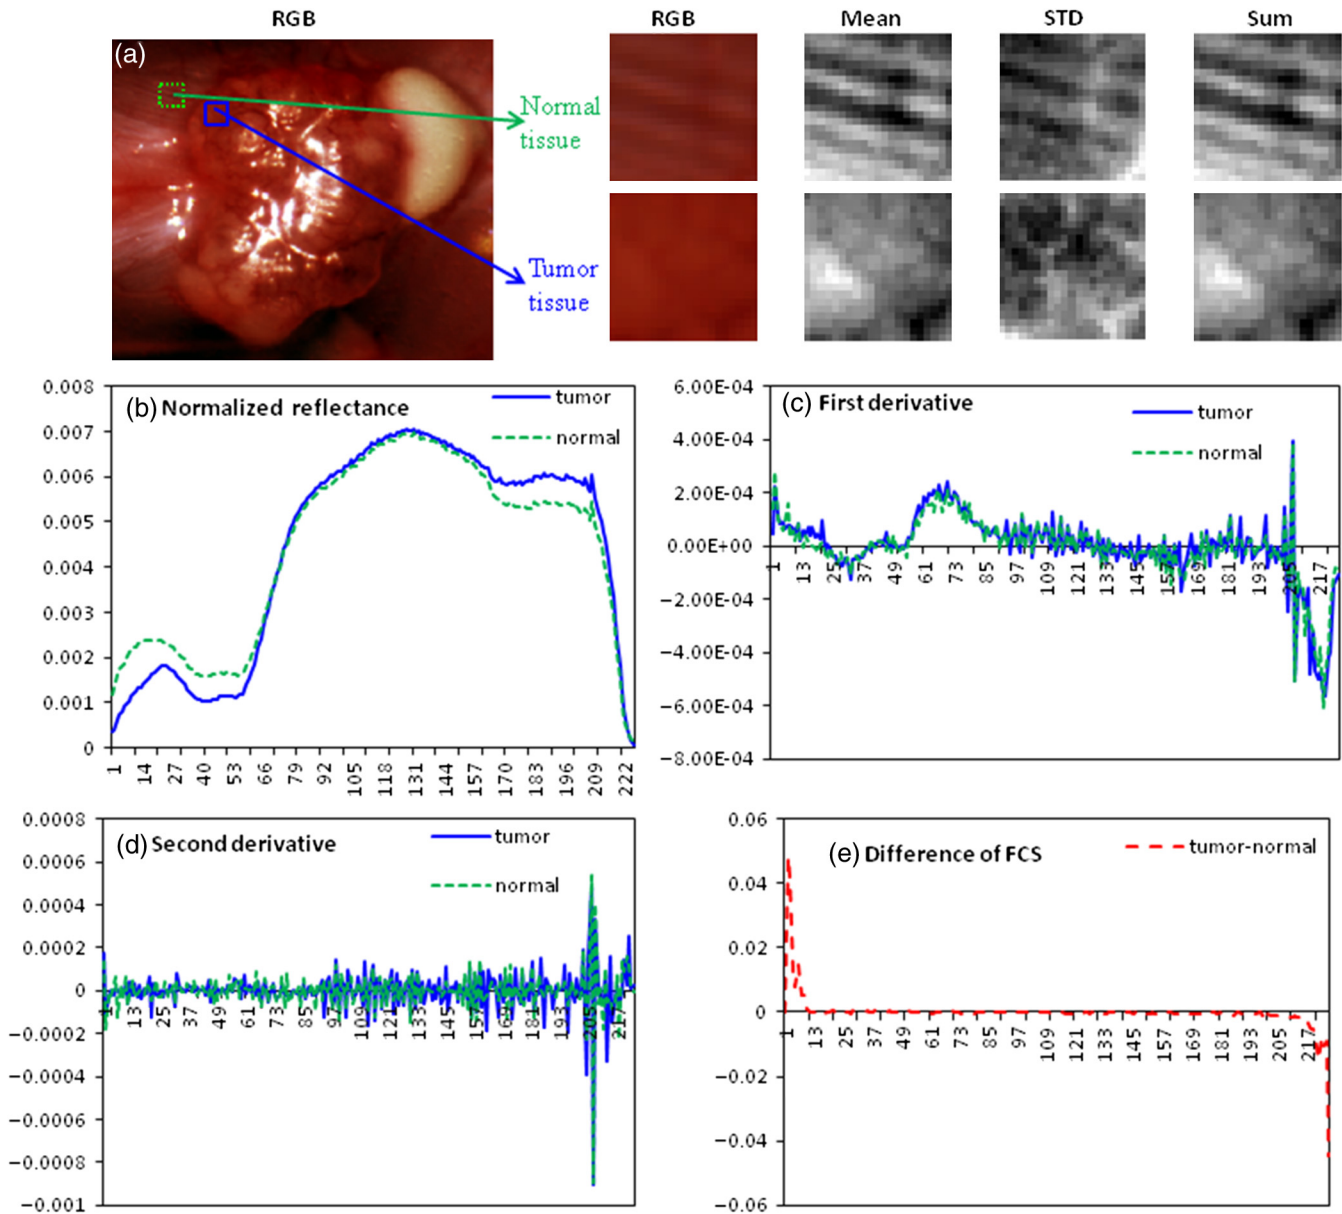 RGB
RGB
Mean
STD
Sum
(a)
Normal
tissue
Tumor
tissue
(b) Normalized reflectance
tumor
normal
0.008
0.007
0.006
0.005
0.004
0.003
0.002
0.001
0
1 14 27 40 53 66 79 92 105 118 131 144 157 170 183 196 209 222
(c) First derivative
tumor
normal
6.00E-04
4.00E-04
2.00E-04
0.00E+00
−2.00E-04
−4.00E-04
−6.00E-04
−8.00E-04
1 13 25 37 49 61 73 85 97 109 121 133 145 157 169 181 193 205 217
(d) Second derivative
tumor
normal
0.0008
0.0006
0.0004
0.0002
0
−0.0002
−0.0004
−0.0006
−0.0008
−0.001
1 13 25 37 49 61 73 85 97 109 121 133 145 157 169 181 193 205 217
(e) Difference of FCS
tumor-normal
0.06
0.04
0.02
0
−0.02
−0.04
−0.06
1 13 25 37 49 61 73 85 97 109 121 133 145 157 169 181 193 205 217